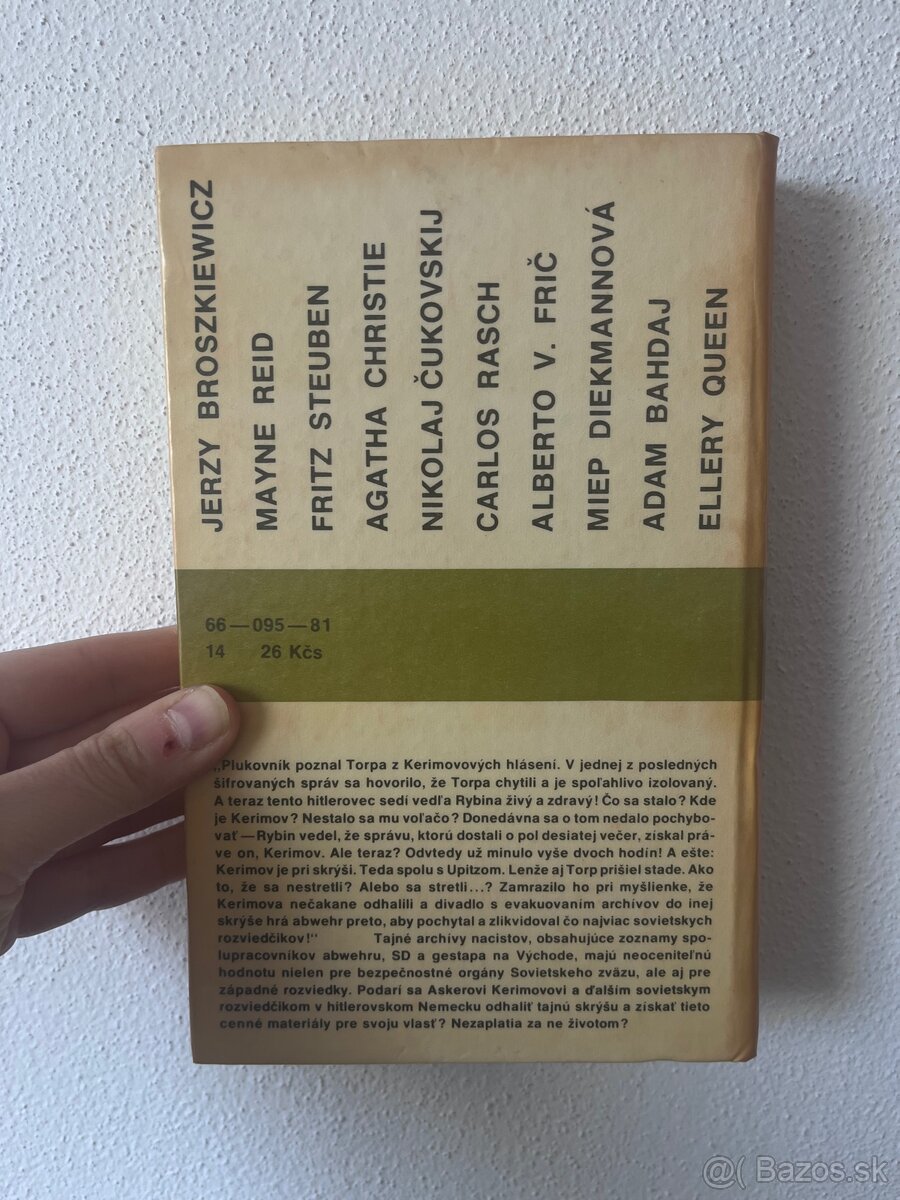 JERZY BROSZKIEWICZ
MAYNE REID
FRITZ STEUBEN
AGATHA CHRISTIE
NIKOLAJ ČUKOVSKIJ
CARLOS RASCH
ALBERTO V. FRIČ
MIEP DIEKMANNOVÁ
ADAM BAHDAJ
ELLERY QUEEN
66 — 095 — 81
14 26 Kčs
„Plukovník poznal Torpa z Kerimovových hlásení. V jednej z posledných
šifrovaných správ sa hovorilo, že Torpa chytili a je spoľahlivo izolovaný.
A teraz tento hitlerovec sedí vedľa Rybina živý a zdravý! Čo sa stalo? Kde
je Kerimov? Nestalo sa mu voľačo? Donedávna sa o tom nedalo pochybo-
vať — Rybin vedel, že správu, ktorú dostali o pol desiatej večer, získal prá-
ve on, Kerimov. Ale teraz? Odvtedy už minulo vyše dvoch hodín! A ešte:
Kerimov je pri skrýši. Teda spolu s Upitzom. Lenže aj Torp prišiel stade. Ako
to, že sa nestretli? Alebo sa stretli...? Zamrazilo ho pri myšlienke, že
Kerimova nečakane odhalili a divadlo s evakuovaním archívov do inej
skrýše hrá abwehr preto, aby pochytal a zlikvidoval čo najviac sovietskych
rozviedčikov!“ Tajné archívy nacistov, obsahujúce zoznamy spo-
lupracovníkov abwehru, SD a gestapa na Východe, majú neoceniteľnú
hodnotu nielen pre bezpečnostné orgány Sovietskeho zväzu, ale aj pre
západné rozviedky. Podarí sa Askerovi Kerimovovi a ďalším sovietskym
rozviedčikom v hitlerovskom Nemecku odhaliť tajnú skrýšu a získať tieto
cenné materiály pre svoju vlasť? Nezaplatia za ne životom?
@( Bazos.sk